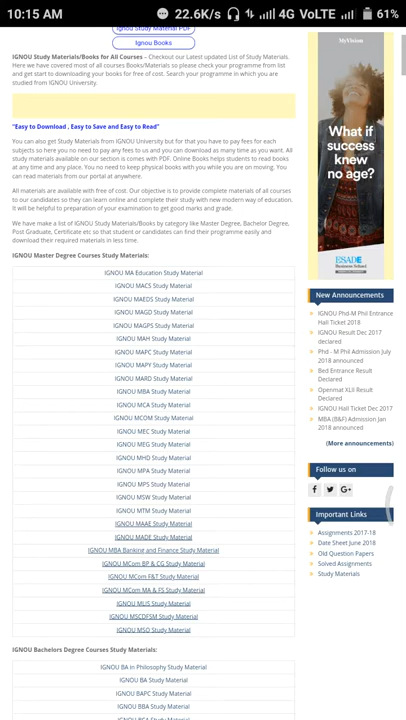 10:15 AM
22.6K/s
4G VoLTE
61%
Ignou Study Material PDF
Ignou Books
IGNOU Study Materials/Books for All Courses – Checkout our Latest updated List of Study Materials.
Here we have covered most of all courses Books/Materials so please check your programme from list
and get start to downloading your books for free of cost. Search your programme in which you are
studied from IGNOU University.
"Easy to Download , Easy to Save and Easy to Read"
You can also get Study Materials from IGNOU University but for that you have to pay fees for each
subjects so here you no need to pay any fees to us and you can download as many time as you want. All
study materials available on our section is comes with PDF. Online Books helps students to read books
at any time and any place. You no need to keep physical books with you while you are on moving. You
can read materials from our portal at anywhere.
All materials are available with free of cost. Our objective is to provide complete materials of all courses
to our candidates so they can learn online and complete their study with new modern way of education.
It will be helpful to preparation of your examination to get good marks and grade.
We have make a list of IGNOU Study Materials/Books by category like Master Degree, Bachelor Degree,
Post Graduate, Certificate etc so that student or candidates can find their programme easily and
download their required materials in less time.
IGNOU Master Degree Courses Study Materials:
IGNOU MA Education Study Material
IGNOU MACS Study Material
IGNOU MAEDS Study Material
IGNOU MAGD Study Material
IGNOU MAGPS Study Material
IGNOU MAH Study Material
IGNOU MAPC Study Material
IGNOU MAPY Study Material
IGNOU MARD Study Material
IGNOU MBA Study Material
IGNOU MCA Study Material
IGNOU MCOM Study Material
IGNOU MEC Study Material
IGNOU MEG Study Material
IGNOU MHD Study Material
IGNOU MPA Study Material
IGNOU MPS Study Material
IGNOU MSW Study Material
IGNOU MTM Study Material
IGNOU MAAE Study Material
IGNOU MADE Study Material
IGNOU MBA Banking and Finance Study Material
IGNOU MCom BP & CG Study Material
IGNOU MCom F&T Study Material
IGNOU MCom MA & FS Study Material
IGNOU MLIS Study Material
IGNOU MSCDFSM Study Material
IGNOU MSO Study Material
IGNOU Bachelors Degree Courses Study Materials:
IGNOU BA in Philosophy Study Material
IGNOU BA Study Material
IGNOU BAPC Study Material
IGNOU BBA Study Material
IGNOU BCA Study Material
MyVision
What if
success
knew
no age?
ESADE
Business School
New Announcements
IGNOU Phd-M Phil Entrance
Hall Ticket 2018
IGNOU Result Dec 2017
declared
Phd - M Phil Admission July
2018 announced
Bed Entrance Result
Declared
Openmat XLII Result
Declared
IGNOU Hall Ticket Dec 2017
MBA (B&F) Admission Jan
2018 announced
(More announcements)
Follow us on
Important Links
Assignments 2017-18
Date Sheet June 2018
Old Question Papers
Solved Assignments
Study Materials